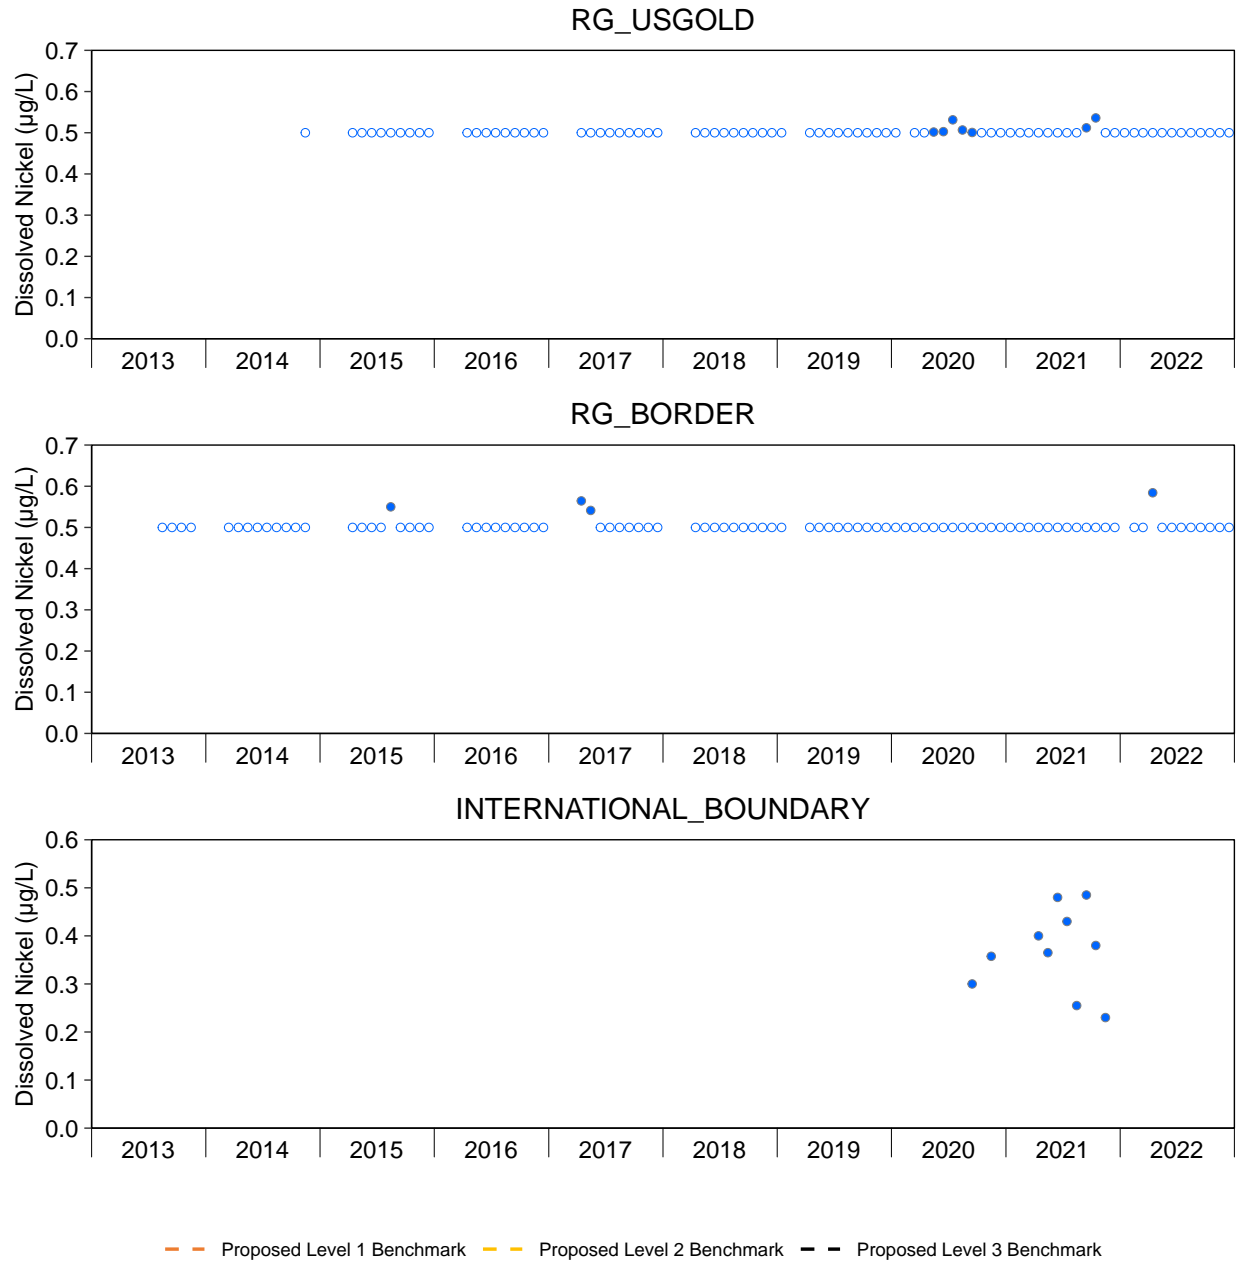 RG_USGOLD
Dissolved Nickel (µg/L)
0.7
0.6
0.5
0.4
0.3
0.2
0.1
0.0
2013 2014 2015 2016 2017 2018 2019 2020 2021 2022
RG_BORDER
Dissolved Nickel (µg/L)
0.7
0.6
0.5
0.4
0.3
0.2
0.1
0.0
2013 2014 2015 2016 2017 2018 2019 2020 2021 2022
INTERNATIONAL_BOUNDARY
Dissolved Nickel (µg/L)
0.6
0.5
0.4
0.3
0.2
0.1
0.0
2013 2014 2015 2016 2017 2018 2019 2020 2021 2022
Proposed Level 1 Benchmark Proposed Level 2 Benchmark Proposed Level 3 Benchmark